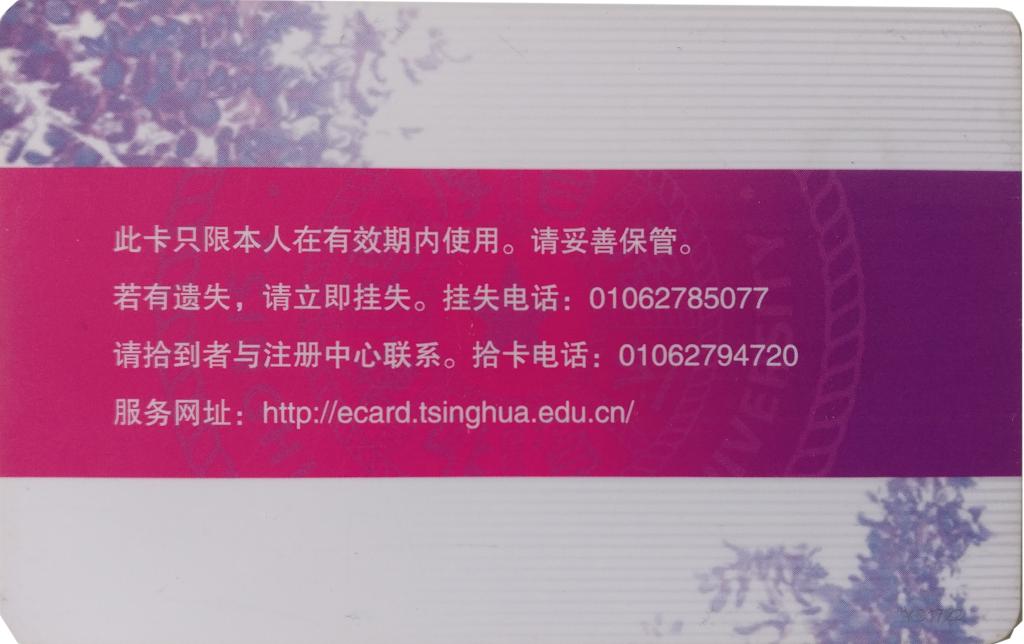 此卡只限本人在有效期内使用。请妥善保管。
若有遗失，请立即挂失。挂失电话：01062785077
请拾到者与注册中心联系。拾卡电话：01062794720
服务网址：http://ecard.tsinghua.edu.cn/